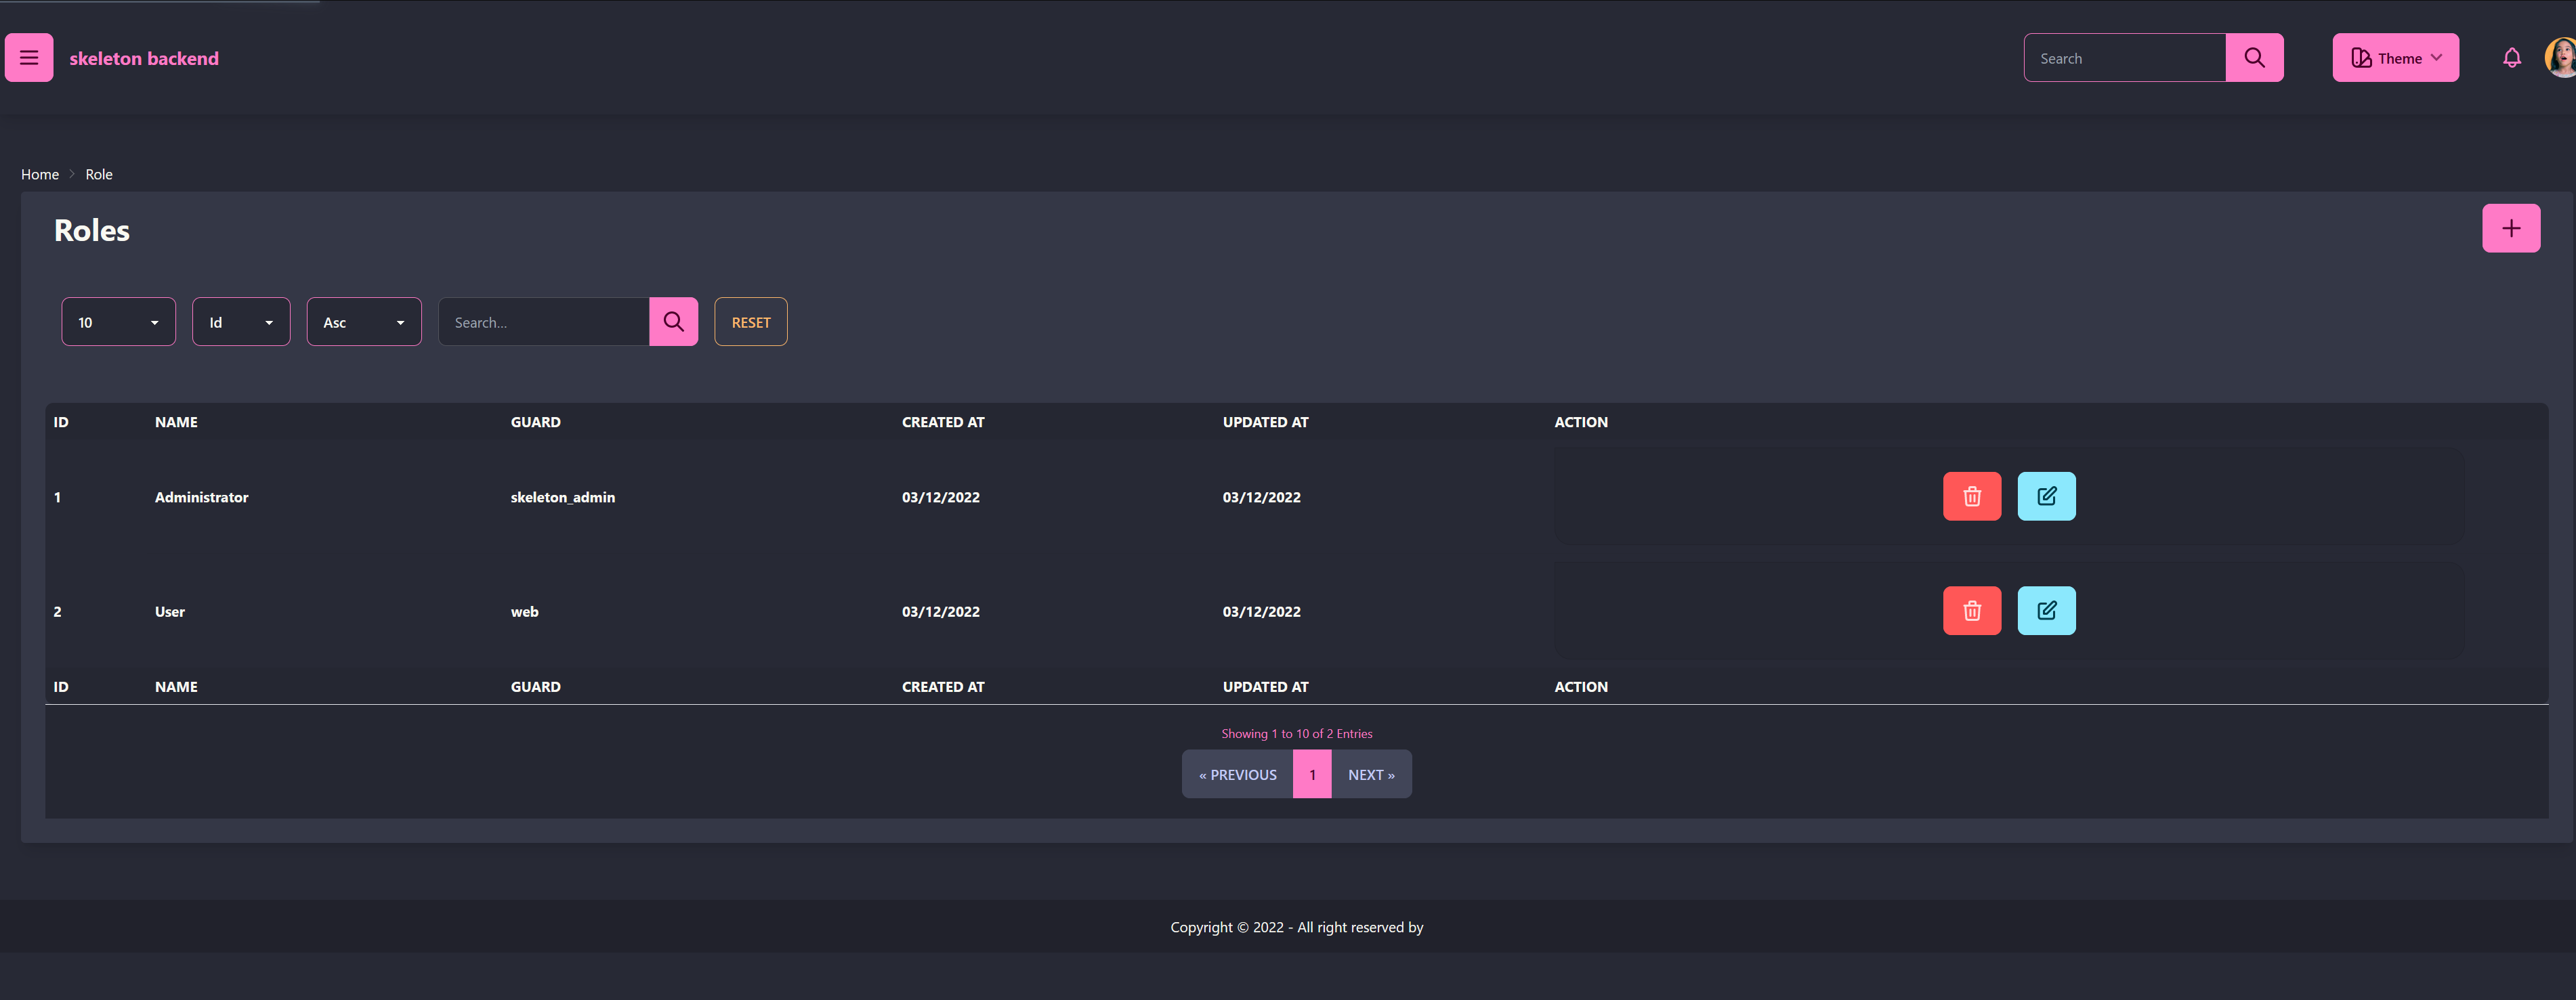 skeleton backend
Search
Theme
Home
Role
Roles
10
Id
Asc
Search...
RESET
ID NAME GUARD CREATED AT UPDATED AT ACTION
1 Administrator skeleton_admin 03/12/2022 03/12/2022
2 User web 03/12/2022 03/12/2022
ID NAME GUARD CREATED AT UPDATED AT ACTION
Showing 1 to 10 of 2 Entries
« PREVIOUS 1 NEXT »
Copyright © 2022 - All right reserved by